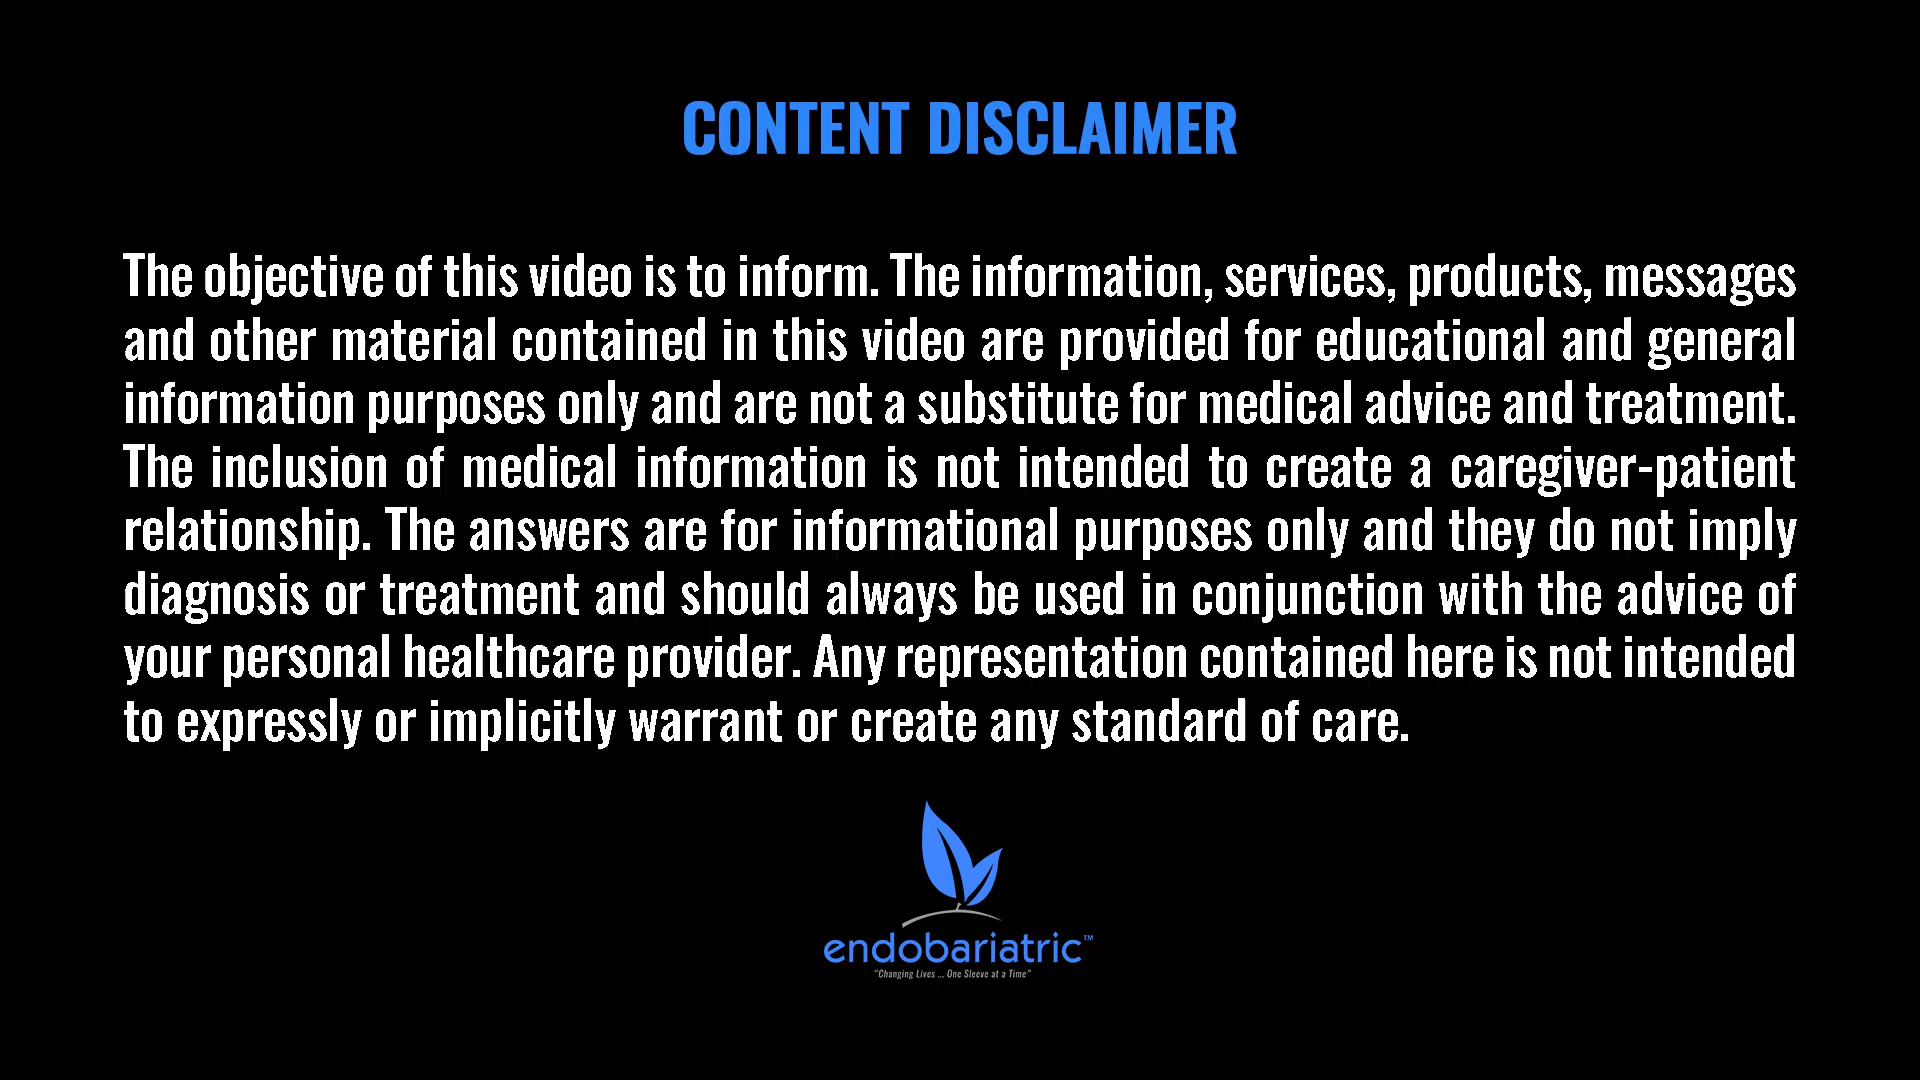 CONTENT DISCLAIMER
The objective of this video is to inform. The information, services, products, messages
and other material contained in this video are provided for educational and general
information purposes only and are not a substitute for medical advice and treatment.
The inclusion of medical information is not intended to create a caregiver-patient
relationship. The answers are for informational purposes only and they do not imply
diagnosis or treatment and should always be used in conjunction with the advice of
your personal healthcare provider. Any representation contained here is not intended
to expressly or implicitly warrant or create any standard of care.
endobariatric™
“Changing Lives ... One Sleeve at a Time”